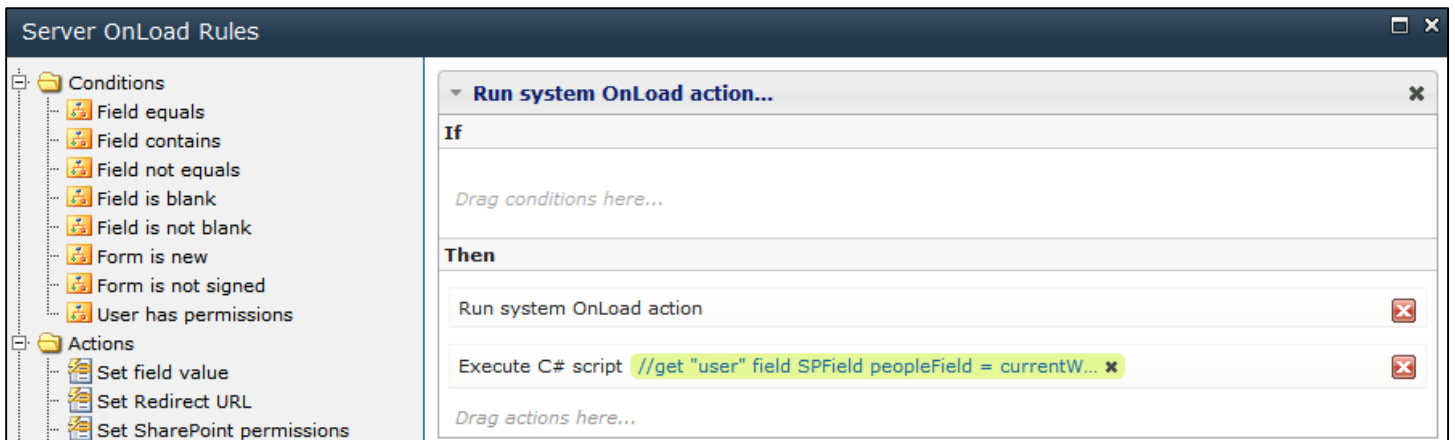 Server OnLoad Rules
Conditions
Field equals
Field contains
Field not equals
Field is blank
Field is not blank
Form is new
Form is not signed
User has permissions
Actions
Set field value
Set Redirect URL
Set SharePoint permissions
Run system OnLoad action...
If
Drag conditions here...
Then
Run system OnLoad action
Execute C# script //get "user" field SPField peopleField = currentW...
Drag actions here...